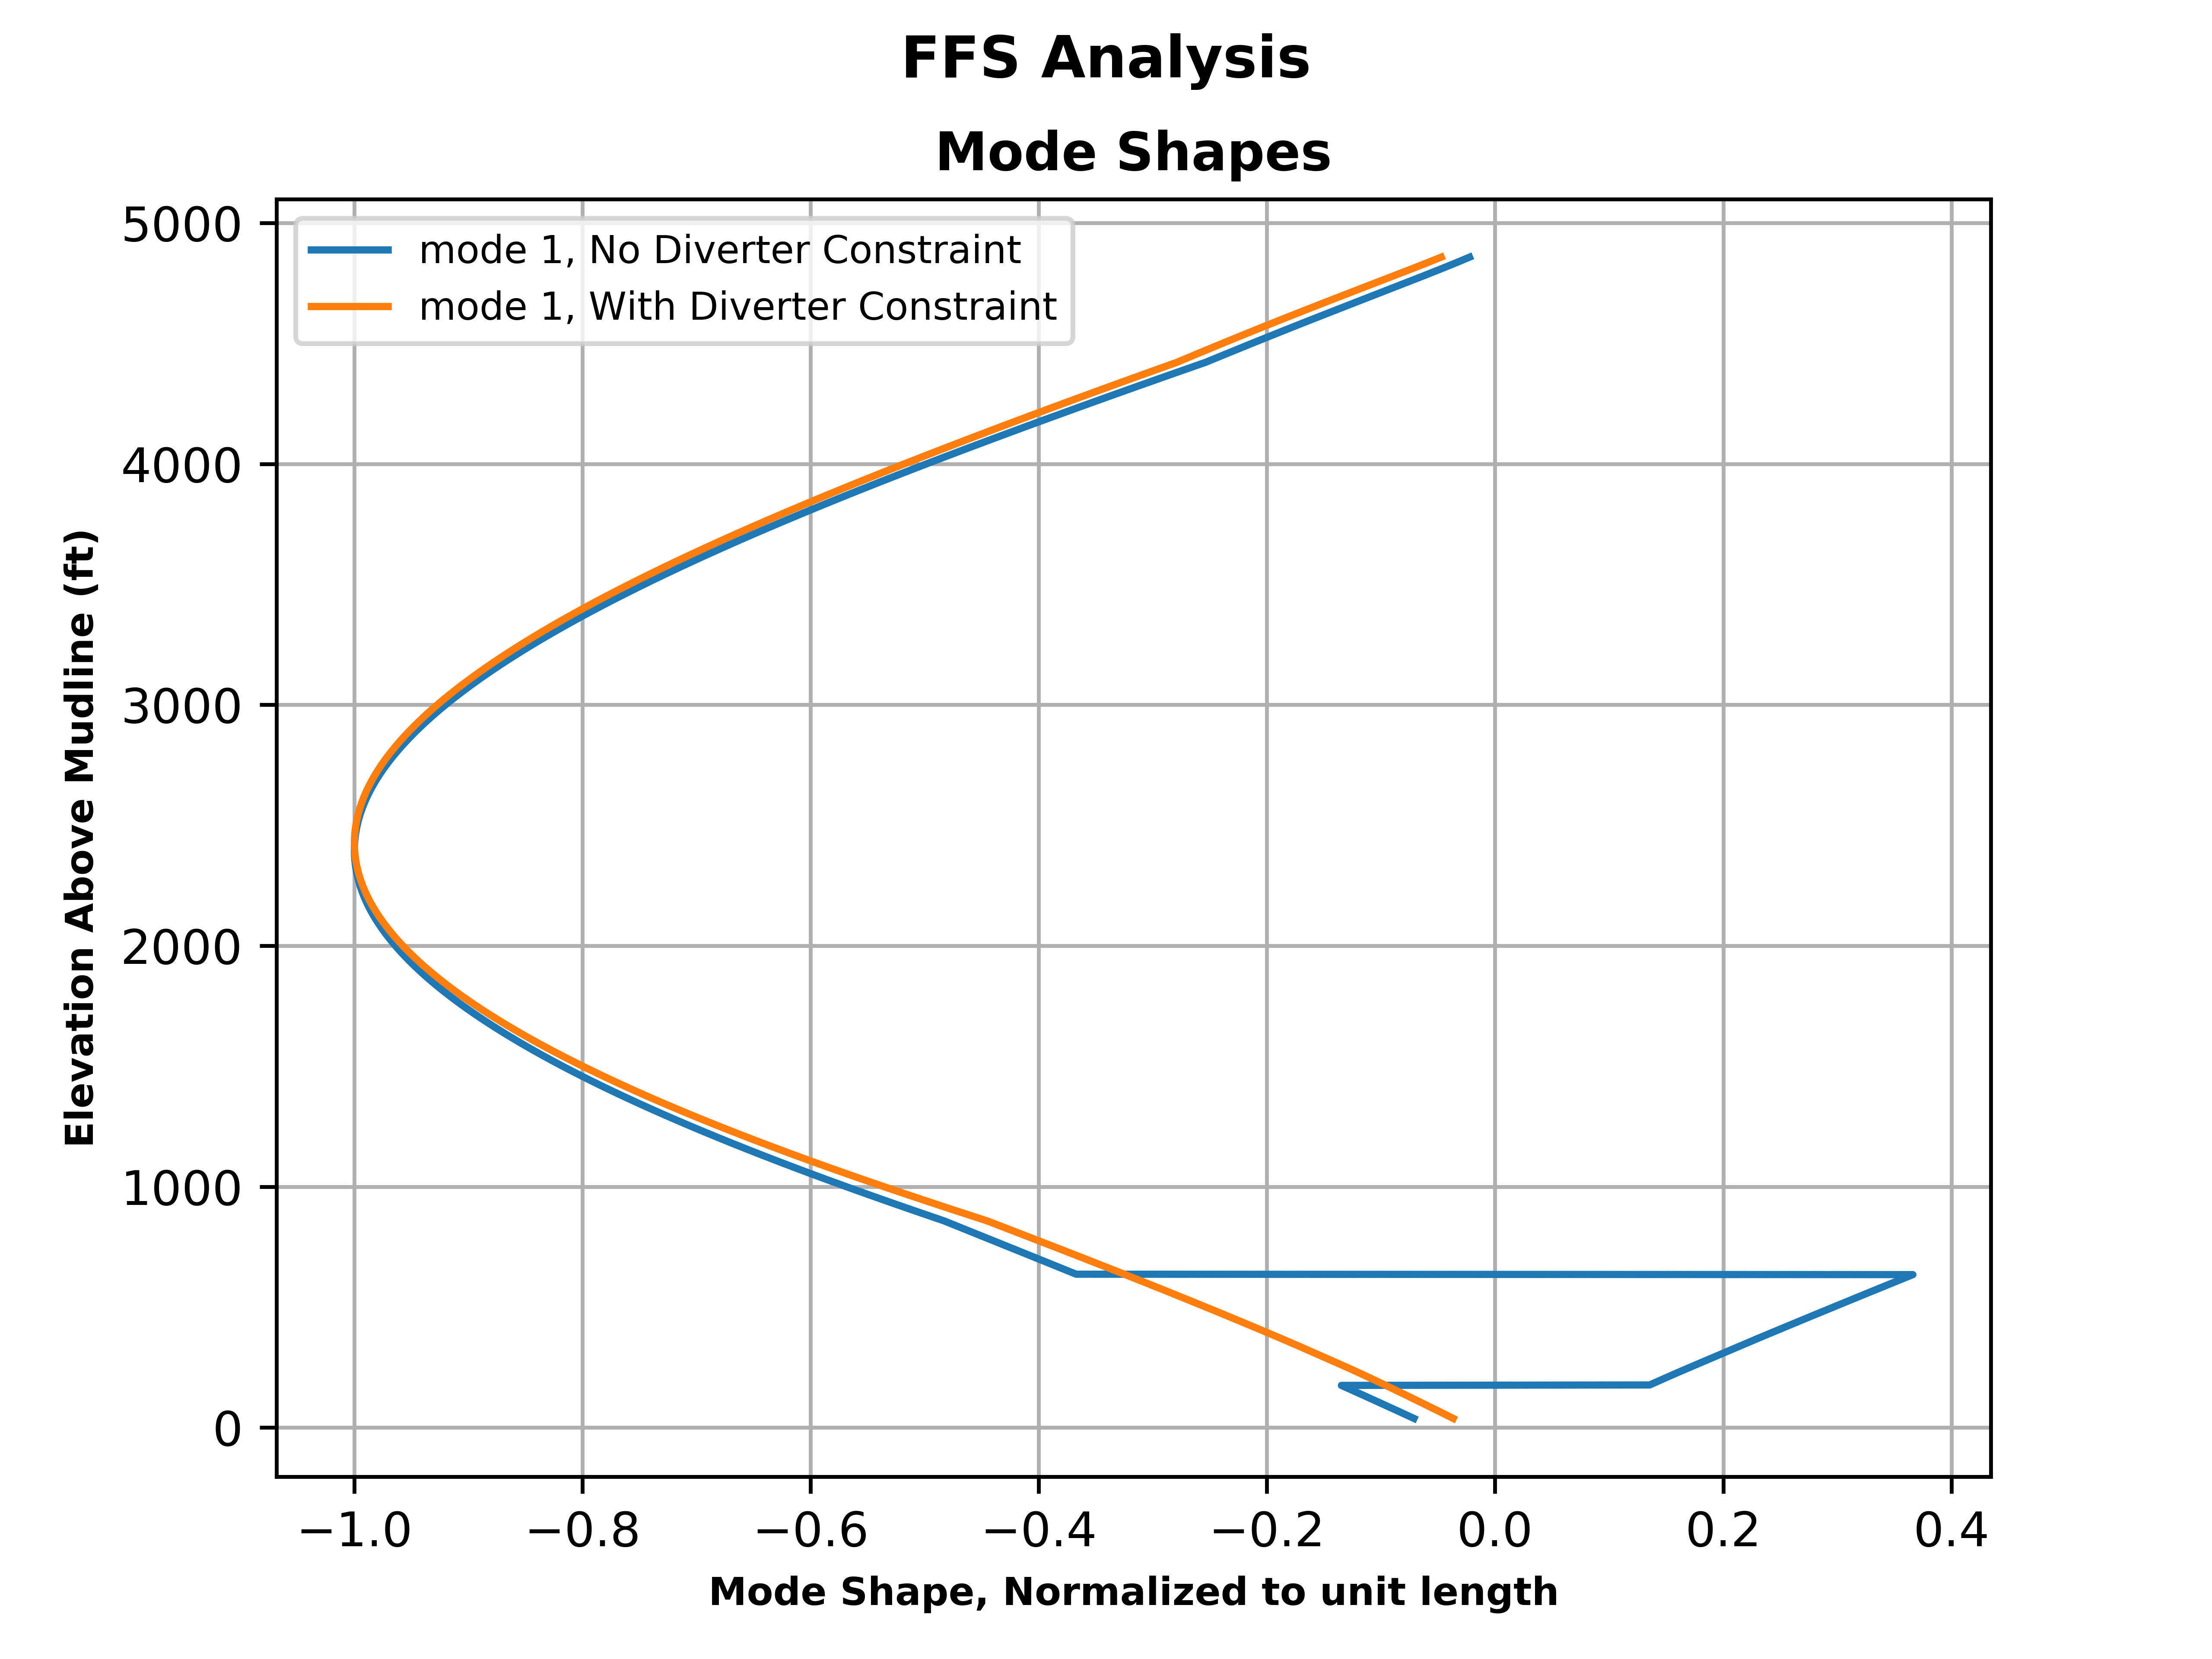 FFS Analysis
Mode Shapes
mode 1, No Diverter Constraint
mode 1, With Diverter Constraint
Elevation Above Mudline (ft)
5000
4000
3000
2000
1000
0
−1.0 −0.8 −0.6 −0.4 −0.2 0.0 0.2 0.4
Mode Shape, Normalized to unit length